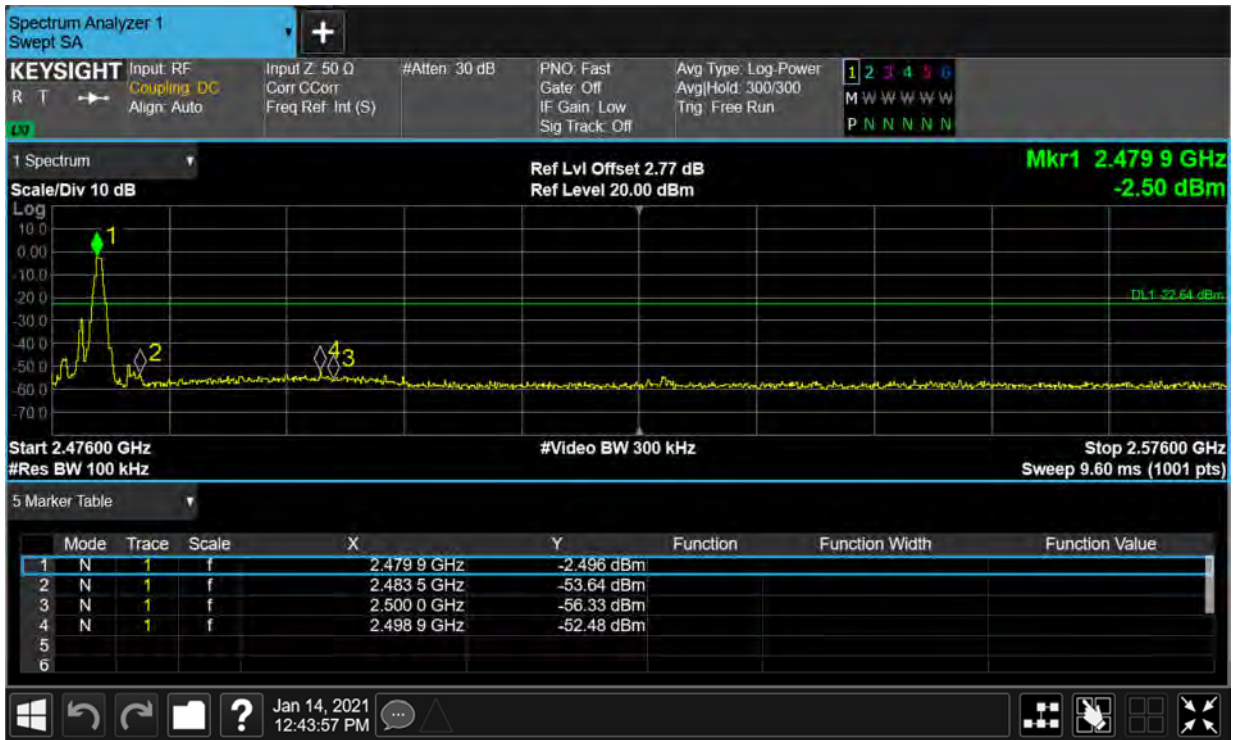 Spectrum Analyzer 1
Swept SA
KEYSIGHT Input: RF Input Z: 50 Ω #Atten: 30 dB PNO: Fast Avg Type: Log-Power 1 2 3 4 5 6
R T Coupling: DC Corr CCorr Gate: Off Avg|Hold: 300/300 M W W W W W
Align: Auto Freq Ref: Int (S) IF Gain: Low Trig: Free Run
Sig Track: Off P N N N N N
1 Spectrum Ref Lvl Offset 2.77 dB Mkr1 2.479 9 GHz
Scale/Div 10 dB Ref Level 20.00 dBm -2.50 dBm
Log
10.0
0.00
-10.0
-20.0
-30.0
-40.0
-50.0
-60.0
-70.0
1
DL1 -22.64 dBm
2
4
3
Start 2.47600 GHz #Video BW 300 kHz Stop 2.57600 GHz
#Res BW 100 kHz Sweep 9.60 ms (1001 pts)
5 Marker Table
Mode Trace Scale X Y Function Function Width Function Value
1 N 1 f 2.479 9 GHz -2.496 dBm
2 N 1 f 2.483 5 GHz -53.64 dBm
3 N 1 f 2.500 0 GHz -56.33 dBm
4 N 1 f 2.498 9 GHz -52.48 dBm
5
6
? Jan 14, 2021
12:43:57 PM